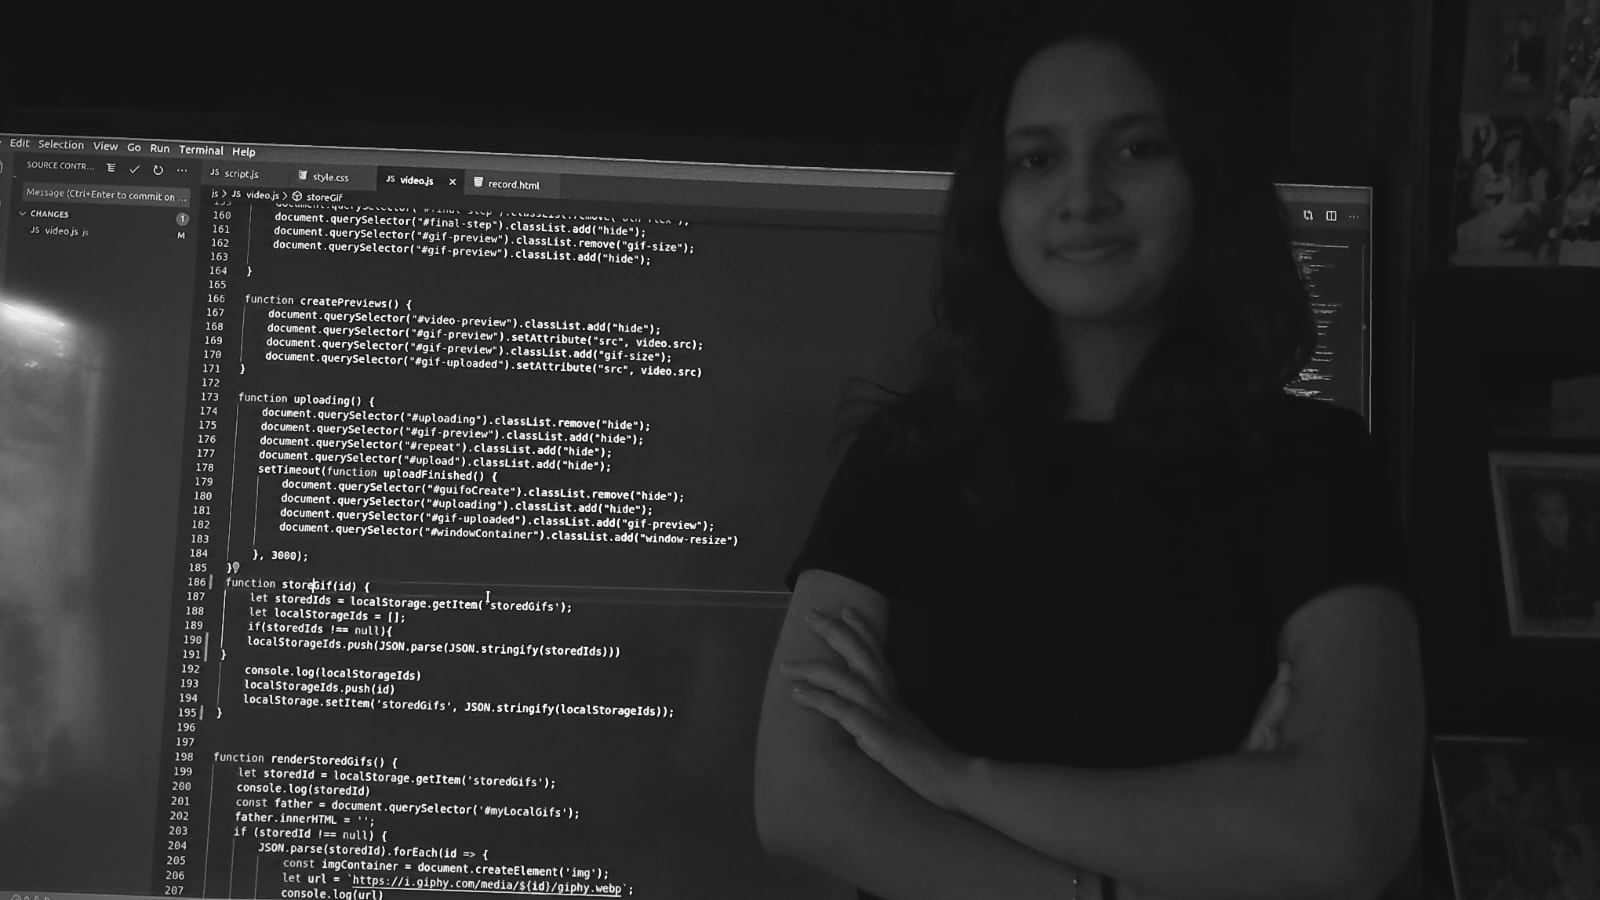 Edit Selection View Go Run Terminal Help
SOURCE CONTR...
Message (Ctrl+Enter to commit on ...
CHANGES 1
JS video.js js M
JS script.js style.css JS video.js × record.html
js > JS video.js > storeGif
160 document.querySelector("#final-step").classList.add("hide");
161 document.querySelector("#gif-preview").classList.remove("gif-size");
162 document.querySelector("#gif-preview").classList.add("hide");
163
164 }
165
166 function createPreviews() {
167 document.querySelector("#video-preview").classList.add("hide");
168 document.querySelector("#gif-preview").setAttribute("src", video.src);
169 document.querySelector("#gif-preview").classList.add("gif-size");
170 document.querySelector("#gif-uploaded").setAttribute("src", video.src)
171 }
172
173 function uploading() {
174 document.querySelector("#uploading").classList.remove("hide");
175 document.querySelector("#gif-preview").classList.add("hide");
176 document.querySelector("#repeat").classList.add("hide");
177 document.querySelector("#upload").classList.add("hide");
178 setTimeout(function uploadFinished() {
179 document.querySelector("#guifoCreate").classList.remove("hide");
180 document.querySelector("#uploading").classList.add("hide");
181 document.querySelector("#gif-uploaded").classList.add("gif-preview");
182 document.querySelector("#windowContainer").classList.add("window-resize")
183
184 }, 3000);
185 }
186 function storeGif(id) {
187 let storedIds = localStorage.getItem('storedGifs');
188 let localStorageIds = [];
189 if(storedIds !== null){
190 localStorageIds.push(JSON.parse(JSON.stringify(storedIds)))
191 }
192 console.log(localStorageIds)
193 localStorageIds.push(id)
194 localStorage.setItem('storedGifs', JSON.stringify(localStorageIds));
195 }
196
197
198 function renderStoredGifs() {
199 let storedId = localStorage.getItem('storedGifs');
200 console.log(storedId)
201 const father = document.querySelector('#myLocalGifs');
202 father.innerHTML = '';
203 if (storedId !== null) {
204 JSON.parse(storedId).forEach(id => {
205 const imgContainer = document.createElement('img');
206 let url = `https://i.giphy.com/media/${id}/giphy.webp`;
207 console.log(url)